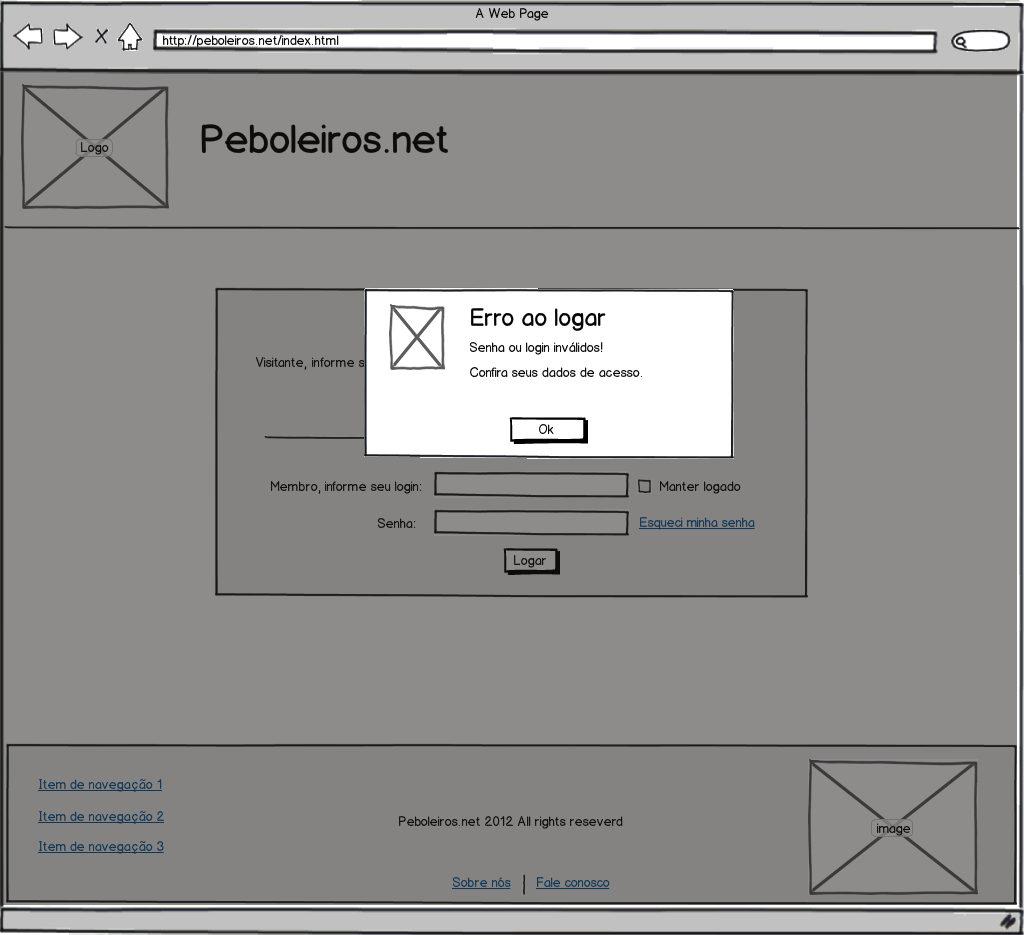 A Web Page
http://peboleiros.net/index.html
Logo
Peboleiros.net
Erro ao logar
Senha ou login inválidos!
Confira seus dados de acesso.
Ok
Visitante, informe s
Membro, informe seu login:
Manter logado
Senha:
Esqueci minha senha
Logar
Item de navegação 1
Item de navegação 2
Item de navegação 3
Peboleiros.net 2012 All rights reseverd
image
Sobre nós
Fale conosco